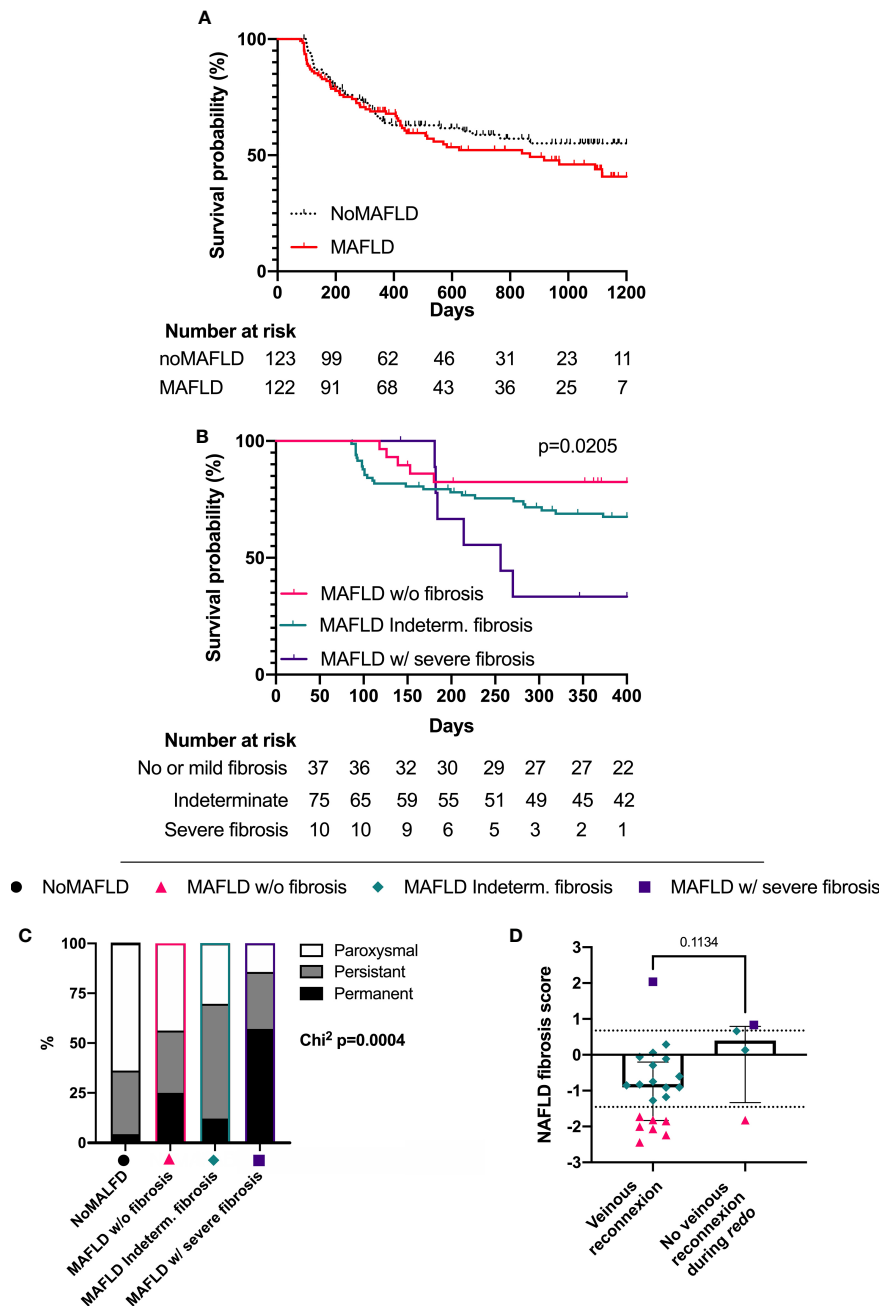 A
Survival probability (%)
100
50
0
NoMAFLD
MAFLD
0 200 400 600 800 1000 1200
Days
Number at risk
noMAFLD 123 99 62 46 31 23 11
MAFLD 122 91 68 43 36 25 7
B
Survival probability (%)
100
50
0
p=0.0205
MAFLD w/o fibrosis
MAFLD Indeterm. fibrosis
MAFLD w/ severe fibrosis
0 50 100 150 200 250 300 350 400
Days
Number at risk
No or mild fibrosis 37 36 32 30 29 27 27 22
Indeterminate 75 65 59 55 51 49 45 42
Severe fibrosis 10 10 9 6 5 3 2 1
NoMAFLD MAFLD w/o fibrosis MAFLD Indeterm. fibrosis MAFLD w/ severe fibrosis
C
%
100
75
50
25
0
Paroxysmal
Persistant
Permanent
Chi² p=0.0004
NoMALFD
MAFLD w/o fibrosis
MAFLD Indeterm. fibrosis
MAFLD w/ severe fibrosis
D
NAFLD fibrosis score
3
2
1
0
-1
-2
-3
0.1134
Veinous
reconnexion
No veinous
reconnexion
during redo